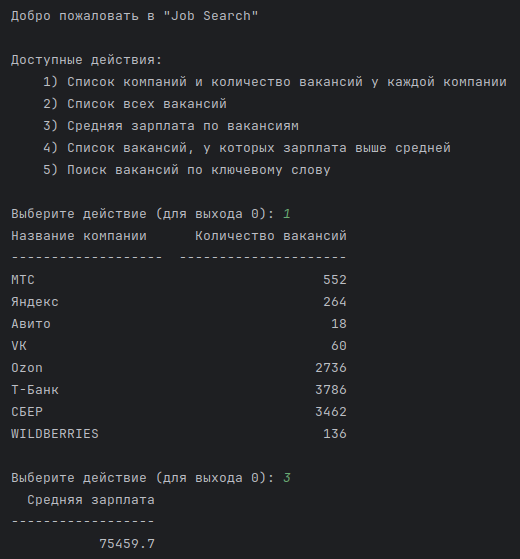 Добро пожаловать в "Job Search"
Доступные действия:
1) Список компаний и количество вакансий у каждой компании
2) Список всех вакансий
3) Средняя зарплата по вакансиям
4) Список вакансий, у которых зарплата выше средней
5) Поиск вакансий по ключевому слову
Выберите действие (для выхода 0): 1
Название компании Количество вакансий
------------------- ---------------------
МТС 552
Яндекс 264
Авито 18
VK 60
Ozon 2736
Т-Банк 3786
СБЕР 3462
WILDBERRIES 136
Выберите действие (для выхода 0): 3
Средняя зарплата
------------------
75459.7